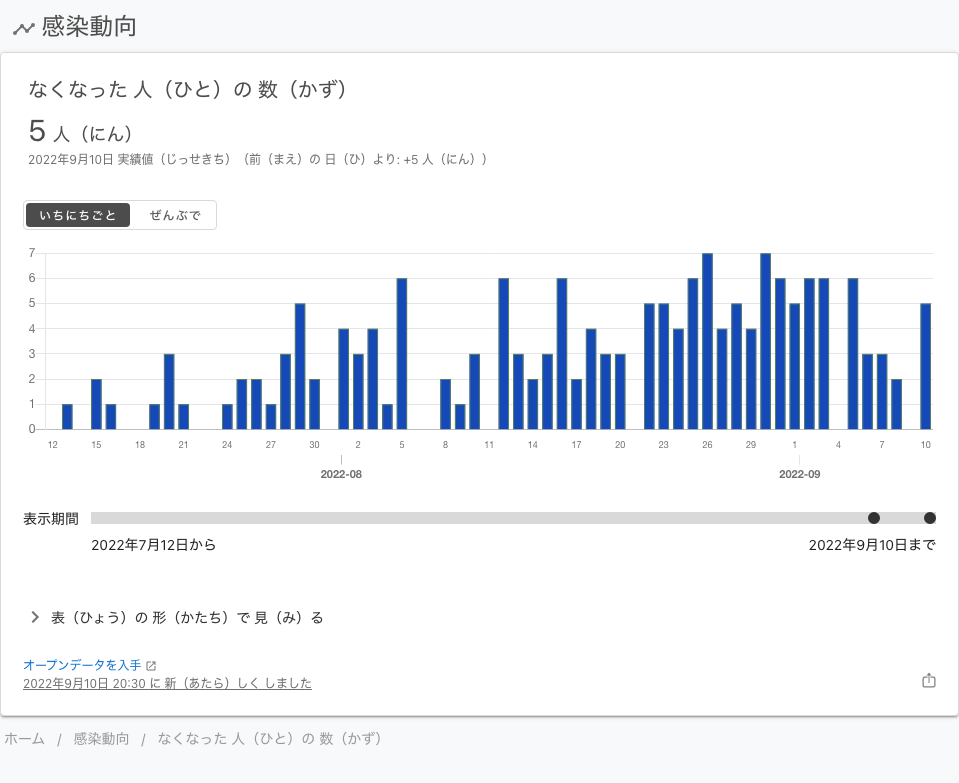 感染動向
なくなった 人（ひと）の 数（かず）
5 人（にん）
2022年9月10日 実績値（じっせきち）（前（まえ）の 日（ひ）より: +5 人（にん））
いちにちごと ぜんぶで
7
6
5
4
3
2
1
0
12 15 18 21 24 27 30 2 5 8 11 14 17 20 23 26 29 1 4 7 10
2022-08 2022-09
表示期間
2022年7月12日から 2022年9月10日まで
表（ひょう）の 形（かたち）で 見（み）る
オープンデータを入手
2022年9月10日 20:30 に 新（あたら）しく しました
ホーム / 感染動向 / なくなった 人（ひと）の 数（かず）